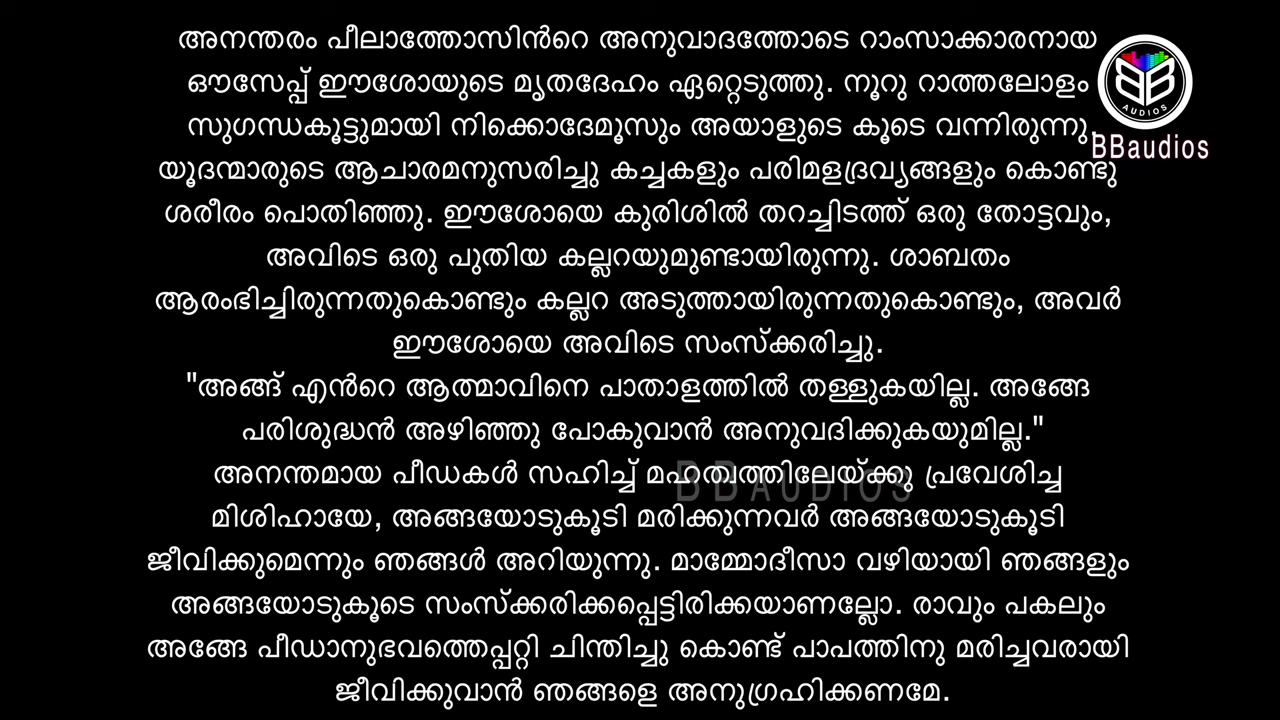 അനന്തരം പീലാത്തോസിൻറെ അനുവാദത്തോടെ റാംസാക്കാരനായ
ഔസേപ്പ് ഈശോയുടെ മൃതദേഹം ഏറ്റെടുത്തു. നൂറു റാത്തലോളം
സുഗന്ധകൂട്ടുമായി നിക്കൊദേമൂസും അയാളുടെ കൂടെ വന്നിരുന്നു.
യൂദന്മാരുടെ ആചാരമനുസരിച്ചു കച്ചകളും പരിമളദ്രവ്യങ്ങളും കൊണ്ടു
ശരീരം പൊതിഞ്ഞു. ഈശോയെ കുരിശിൽ തറച്ചിടത്ത് ഒരു തോട്ടവും,
അവിടെ ഒരു പുതിയ കല്ലറയുമുണ്ടായിരുന്നു. ശാബതം
ആരംഭിച്ചിരുന്നതുകൊണ്ടും കല്ലറ അടുത്തായിരുന്നതുകൊണ്ടും, അവർ
ഈശോയെ അവിടെ സംസ്ക്കരിച്ചു.
"അങ്ങ് എൻറെ ആത്മാവിനെ പാതാളത്തിൽ തള്ളുകയില്ല. അങ്ങേ
പരിശുദ്ധൻ അഴിഞ്ഞു പോകുവാൻ അനുവദിക്കുകയുമില്ല."
അനന്തമായ പീഡകൾ സഹിച്ച് മഹത്വത്തിലേയ്ക്കു പ്രവേശിച്ച
മിശിഹായേ, അങ്ങയോടുകൂടി മരിക്കുന്നവർ അങ്ങയോടുകൂടി
ജീവിക്കുമെന്നും ഞങ്ങൾ അറിയുന്നു. മാമ്മോദീസാ വഴിയായി ഞങ്ങളും
അങ്ങയോടുകൂടെ സംസ്ക്കരിക്കപ്പെട്ടിരിക്കയാണല്ലോ. രാവും പകലും
അങ്ങേ പീഡാനുഭവത്തെപ്പറ്റി ചിന്തിച്ചു കൊണ്ട് പാപത്തിനു മരിച്ചവരായി
ജീവിക്കുവാൻ ഞങ്ങളെ അനുഗ്രഹിക്കണമേ.
BB
AUDIOS
BBaudios
BBAUDIOS